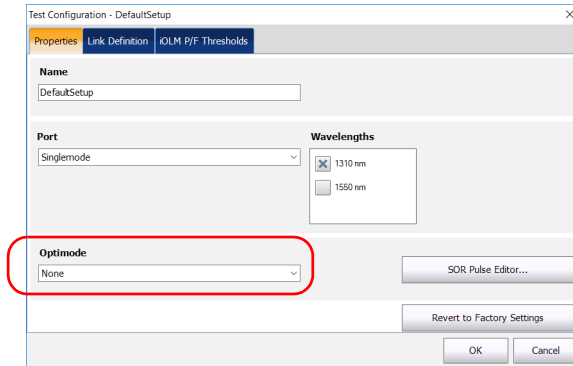 Test Configuration - DefaultSetup
Properties Link Definition iOLM P/F Thresholds
Name
DefaultSetup
Port
Wavelengths
Singlemode
1310 nm
1550 nm
Optimode
None
SOR Pulse Editor...
Revert to Factory Settings
OK Cancel